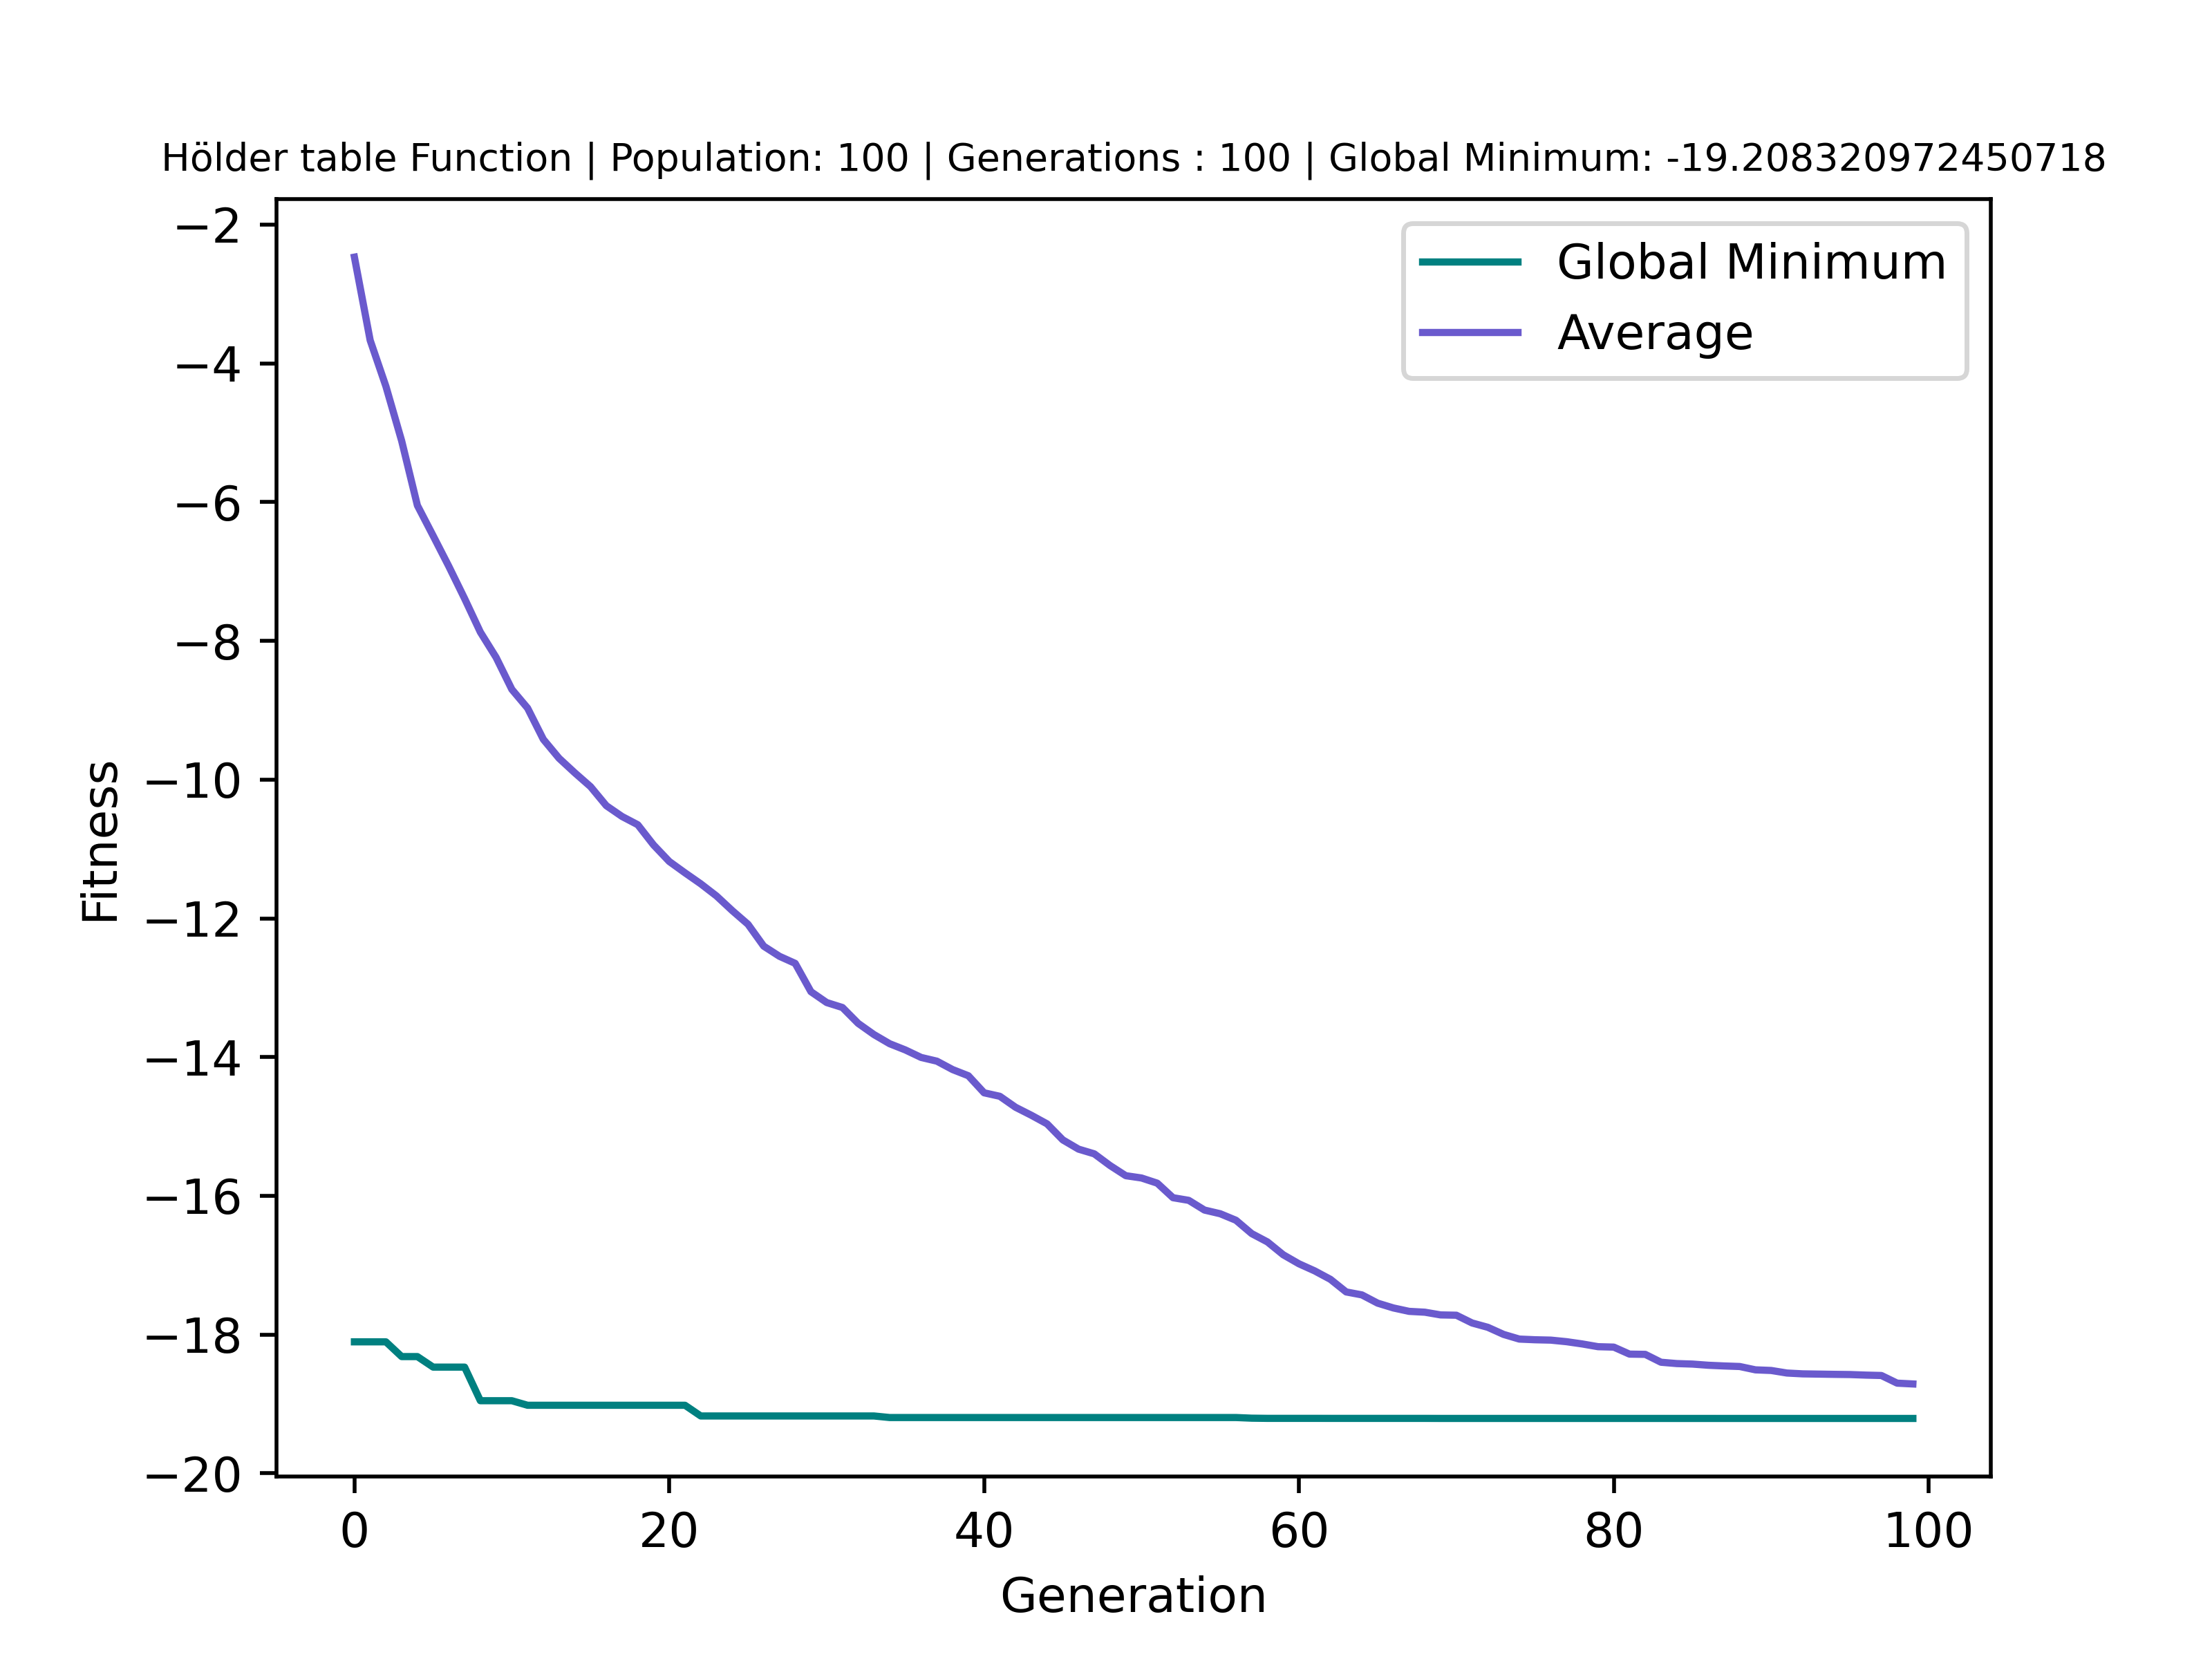 Hölder table Function | Population: 100 | Generations : 100 | Global Minimum: -19.208320972450718
Global Minimum
Average
−2
−4
−6
−8
−10
−12
−14
−16
−18
−20
Fitness
0 20 40 60 80 100
Generation